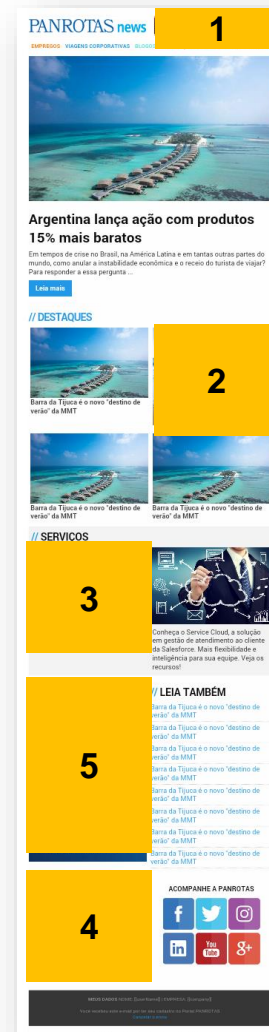 PANROTAS news
1
EMPREGOS VIAGENS CORPORATIVAS BLOGOS
Argentina lança ação com produtos
15% mais baratos
Em tempos de crise no Brasil, na América Latina e em tantas outras partes do
mundo, como anular a instabilidade econômica e o receio do turista de viajar?
Para responder a essa pergunta ...
Leia mais
// DESTAQUES
2
Barra da Tijuca é o novo "destino de
verão" da MMT
Barra da Tijuca é o novo "destino de
verão" da MMT
Barra da Tijuca é o novo "destino de
verão" da MMT
// SERVIÇOS
3
Conheça o Service Cloud, a solução
em gestão de atendimento ao cliente
da Salesforce. Mais flexibilidade e
inteligência para sua equipe. Veja os
recursos!
5
// LEIA TAMBÉM
Barra da Tijuca é o novo "destino de
verão" da MMT
Barra da Tijuca é o novo "destino de
verão" da MMT
Barra da Tijuca é o novo "destino de
verão" da MMT
Barra da Tijuca é o novo "destino de
verão" da MMT
Barra da Tijuca é o novo "destino de
verão" da MMT
Barra da Tijuca é o novo "destino de
verão" da MMT
Barra da Tijuca é o novo "destino de
verão" da MMT
Barra da Tijuca é o novo "destino de
verão" da MMT
4
ACOMPANHE A PANROTAS
f
in
You Tube
g+
MEUS DADOS NOME: | EMPRESA: